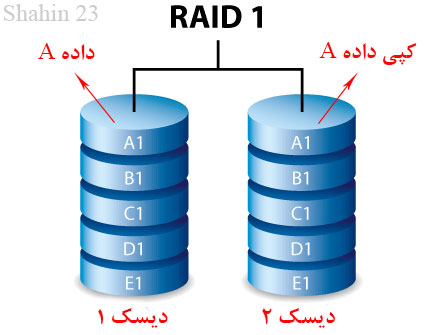 Shahin 23
RAID 1
داده A
کپی داده A
A1
B1
C1
D1
E1
A1
B1
C1
D1
E1
دیسک ۱
دیسک ۲